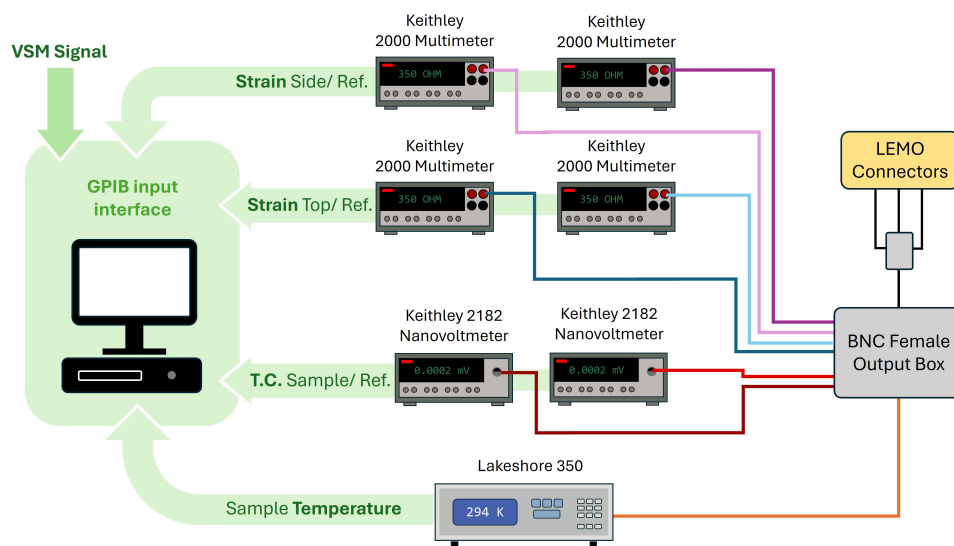 VSM Signal
Keithley
2000 Multimeter
Keithley
2000 Multimeter
350 OHM
350 OHM
Strain Side/ Ref.
LEMO
Connectors
Keithley
2000 Multimeter
Keithley
2000 Multimeter
GPIB input
interface
350 OHM
350 OHM
Strain Top/ Ref.
Keithley 2182
Nanovoltmeter
Keithley 2182
Nanovoltmeter
BNC Female
Output Box
0.0002 mV
0.0002 mV
T.C. Sample/ Ref.
Lakeshore 350
294 K
Sample Temperature